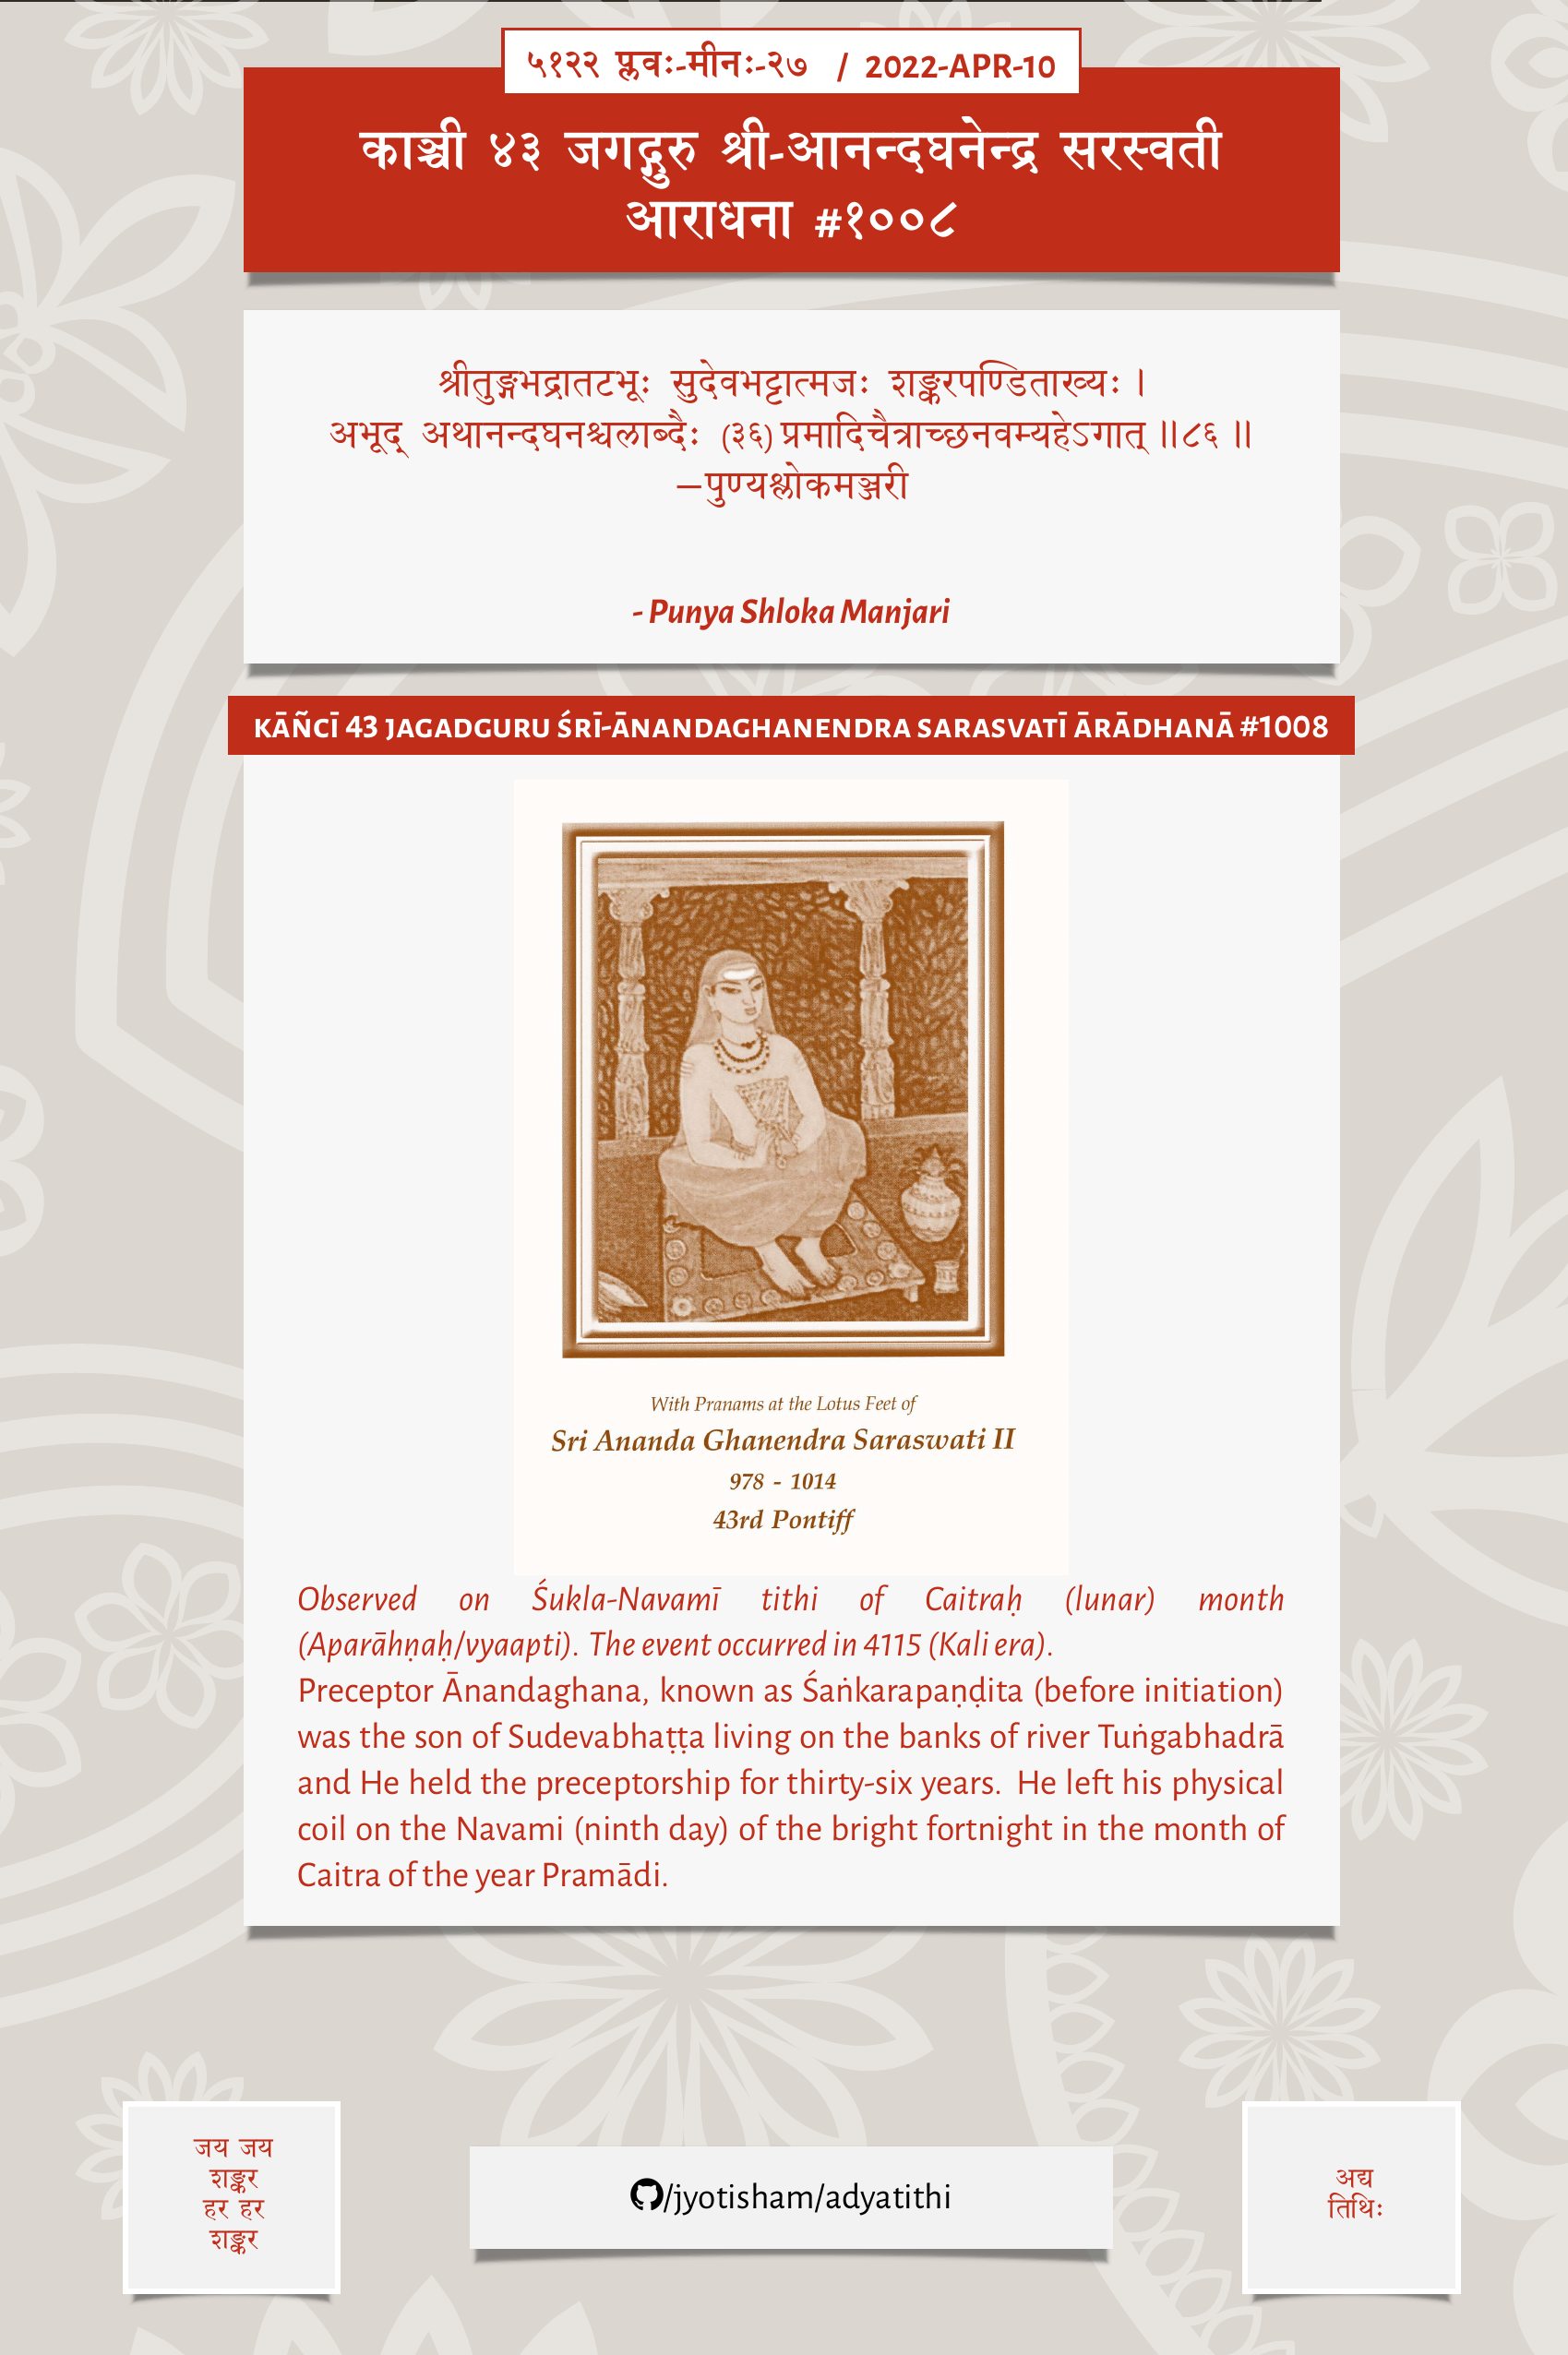 ५१२२ प्लवः-मीनः-२७ / 2022-APR-10
काञ्ची ४३ जगद्गुरु श्री-आनन्दघनेन्द्र सरस्वती
आराधना #१००८
श्रीतुङ्गभद्रातटभूः सुदेवभट्टात्मजः शङ्करपण्डिताख्यः ।
अभूद् अथानन्दघनश्चलाब्दैः (३६) प्रमादिचैत्राच्छनवम्यहेऽगात् ॥८६ ॥
—पुण्यश्लोकमञ्जरी
- Punya Shloka Manjari
KĀÑCĪ 43 JAGADGURU ŚRĪ-ĀNANDAGHANENDRA SARASVATĪ ĀRĀDHANĀ #1008
With Pranams at the Lotus Feet of
Sri Ananda Ghanendra Saraswati II
978 - 1014
43rd Pontiff
Observed on Śukla-Navamī tithi of Caitraḥ (lunar) month
(Aparāhṇaḥ/vyaapti). The event occurred in 4115 (Kali era).
Preceptor Ānandaghana, known as Śaṅkarapaṇḍita (before initiation)
was the son of Sudevabhaṭṭa living on the banks of river Tuṅgabhadrā
and He held the preceptorship for thirty-six years. He left his physical
coil on the Navami (ninth day) of the bright fortnight in the month of
Caitra of the year Pramādi.
जय जय
शङ्कर
हर हर
शङ्कर
/jyotisham/adyatithi
अद्य
तिथिः